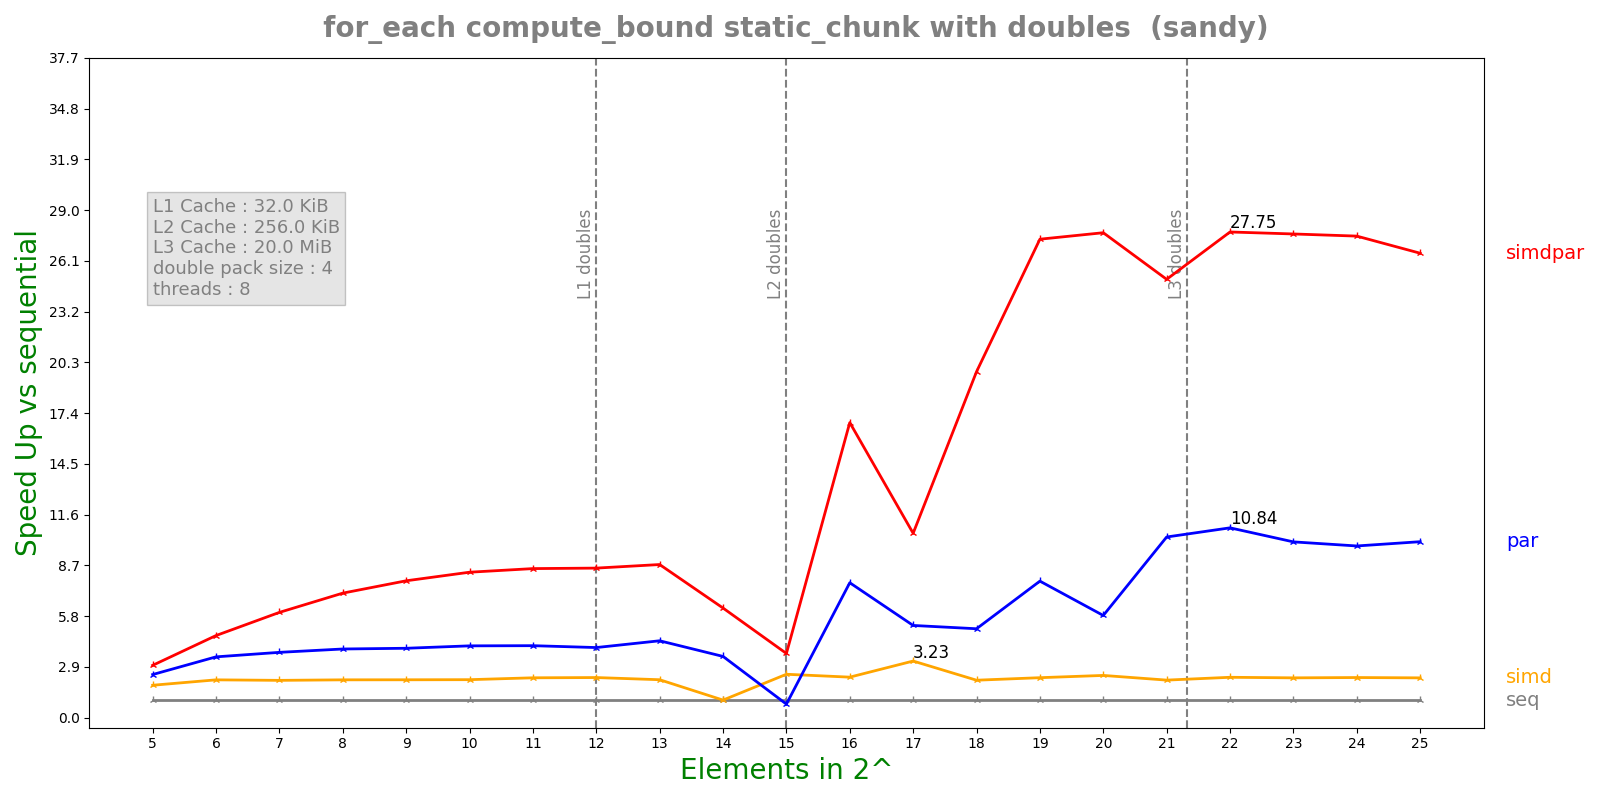 for_each compute_bound static_chunk with doubles (sandy)
Speed Up vs sequential
37.7
34.8
31.9
29.0
26.1
23.2
20.3
17.4
14.5
11.6
8.7
5.8
2.9
0.0
L1 Cache : 32.0 KiB
L2 Cache : 256.0 KiB
L3 Cache : 20.0 MiB
double pack size : 4
threads : 8
L1 doubles
L2 doubles
L3 doubles
27.75
10.84
3.23
simdpar
par
simd
seq
5 6 7 8 9 10 11 12 13 14 15 16 17 18 19 20 21 22 23 24 25
Elements in 2^